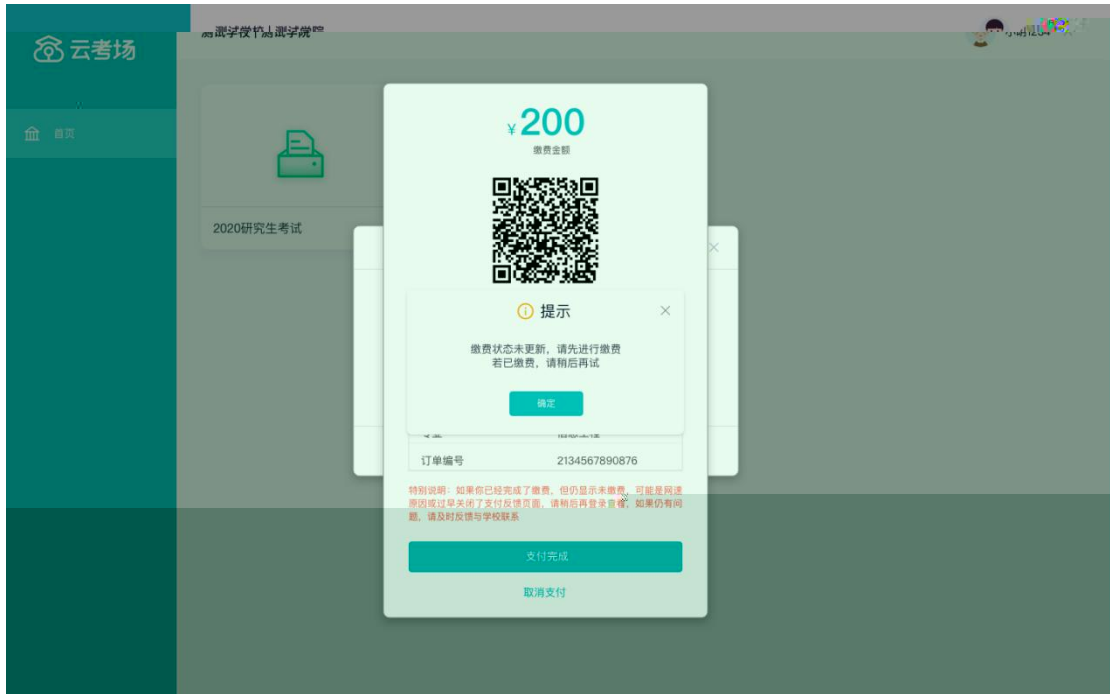 云考场
首页
2020研究生考试
¥200
缴费金额
提示
缴费状态未更新，请先进行缴费
若已缴费，请稍后再试
确定
订单编号 2134567890876
特别说明：如果你已经完成了缴费，但仍显示未缴费，可能是网速
原因或过早关闭了支付反馈页面，请稍后再登录查看，如果仍有问
题，请及时反馈与学校联系
支付完成
取消支付